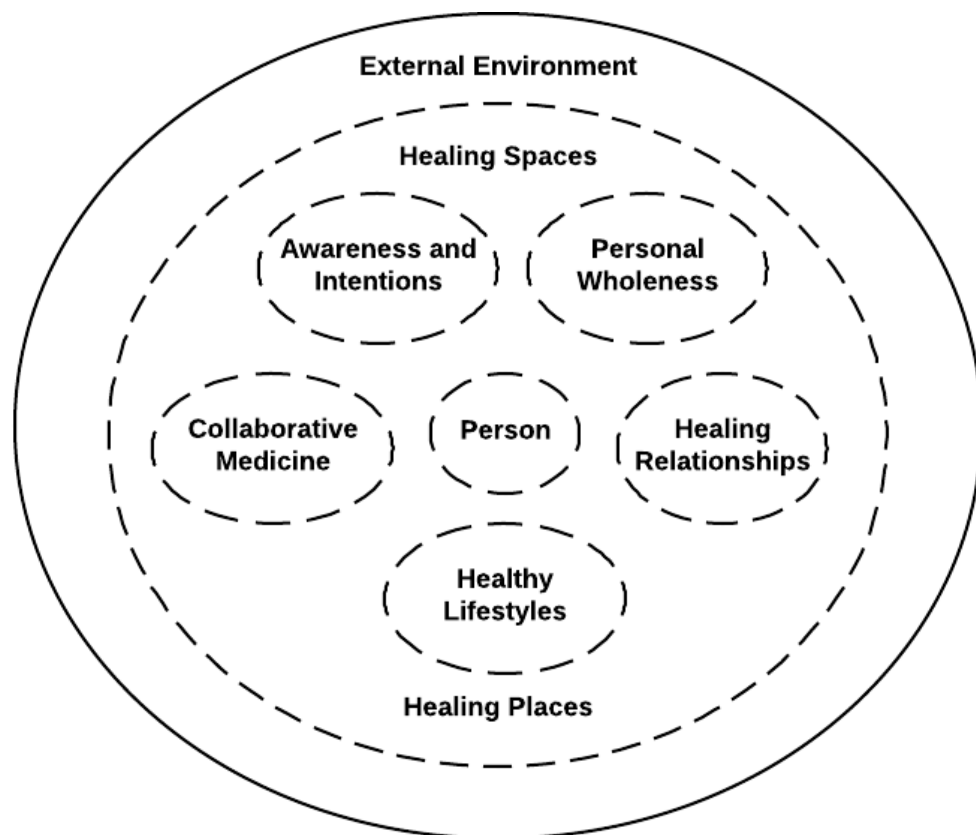 External Environment
Healing Spaces
Awareness and
Intentions
Personal
Wholeness
Collaborative
Medicine
Person
Healing
Relationships
Healthy
Lifestyles
Healing Places